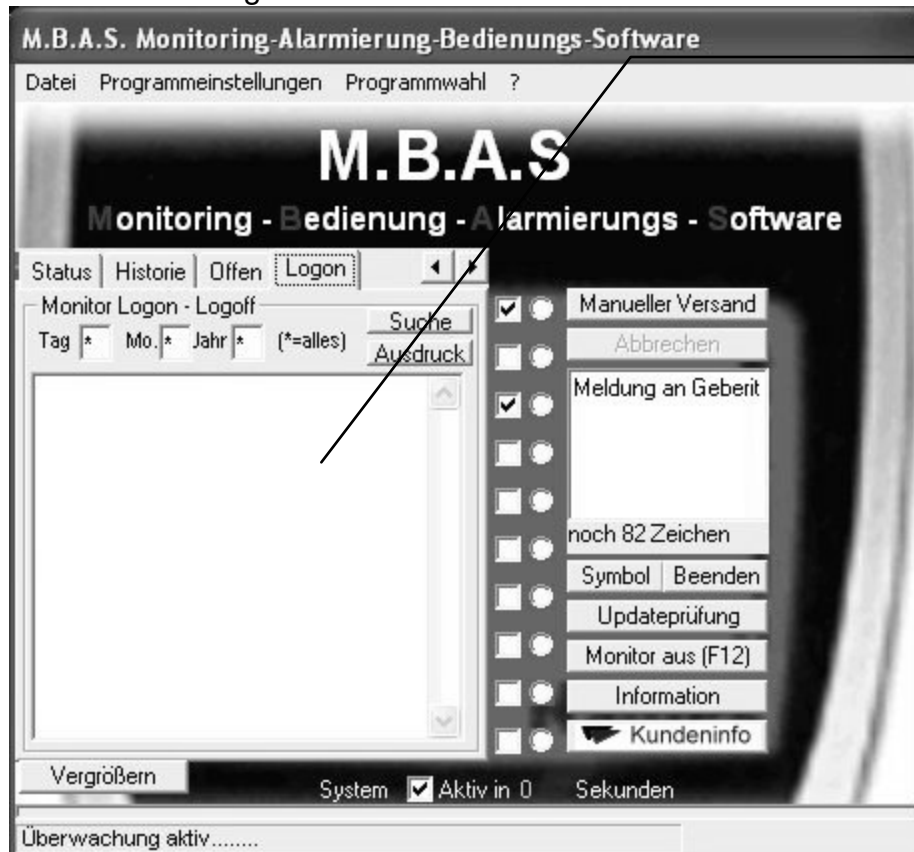 M.B.A.S. Monitoring-Alarmierung-Bedienungs-Software
Datei Programmeinstellungen Programmwahl ?
M.B.A.S
Monitoring - Bedienung - Alarmierungs - Software
Status Historie Offen Logon
Monitor Logon - Logoff
Tag * Mo. * Jahr * (*=alles)
Suche
Ausdruck
Manueller Versand
Abbrechen
Meldung an Geberit
noch 82 Zeichen
Symbol Beenden
Updateprüfung
Monitor aus (F12)
Information
Kundeninfo
Vergrößern
System Aktiv in 0 Sekunden
Überwachung aktiv........